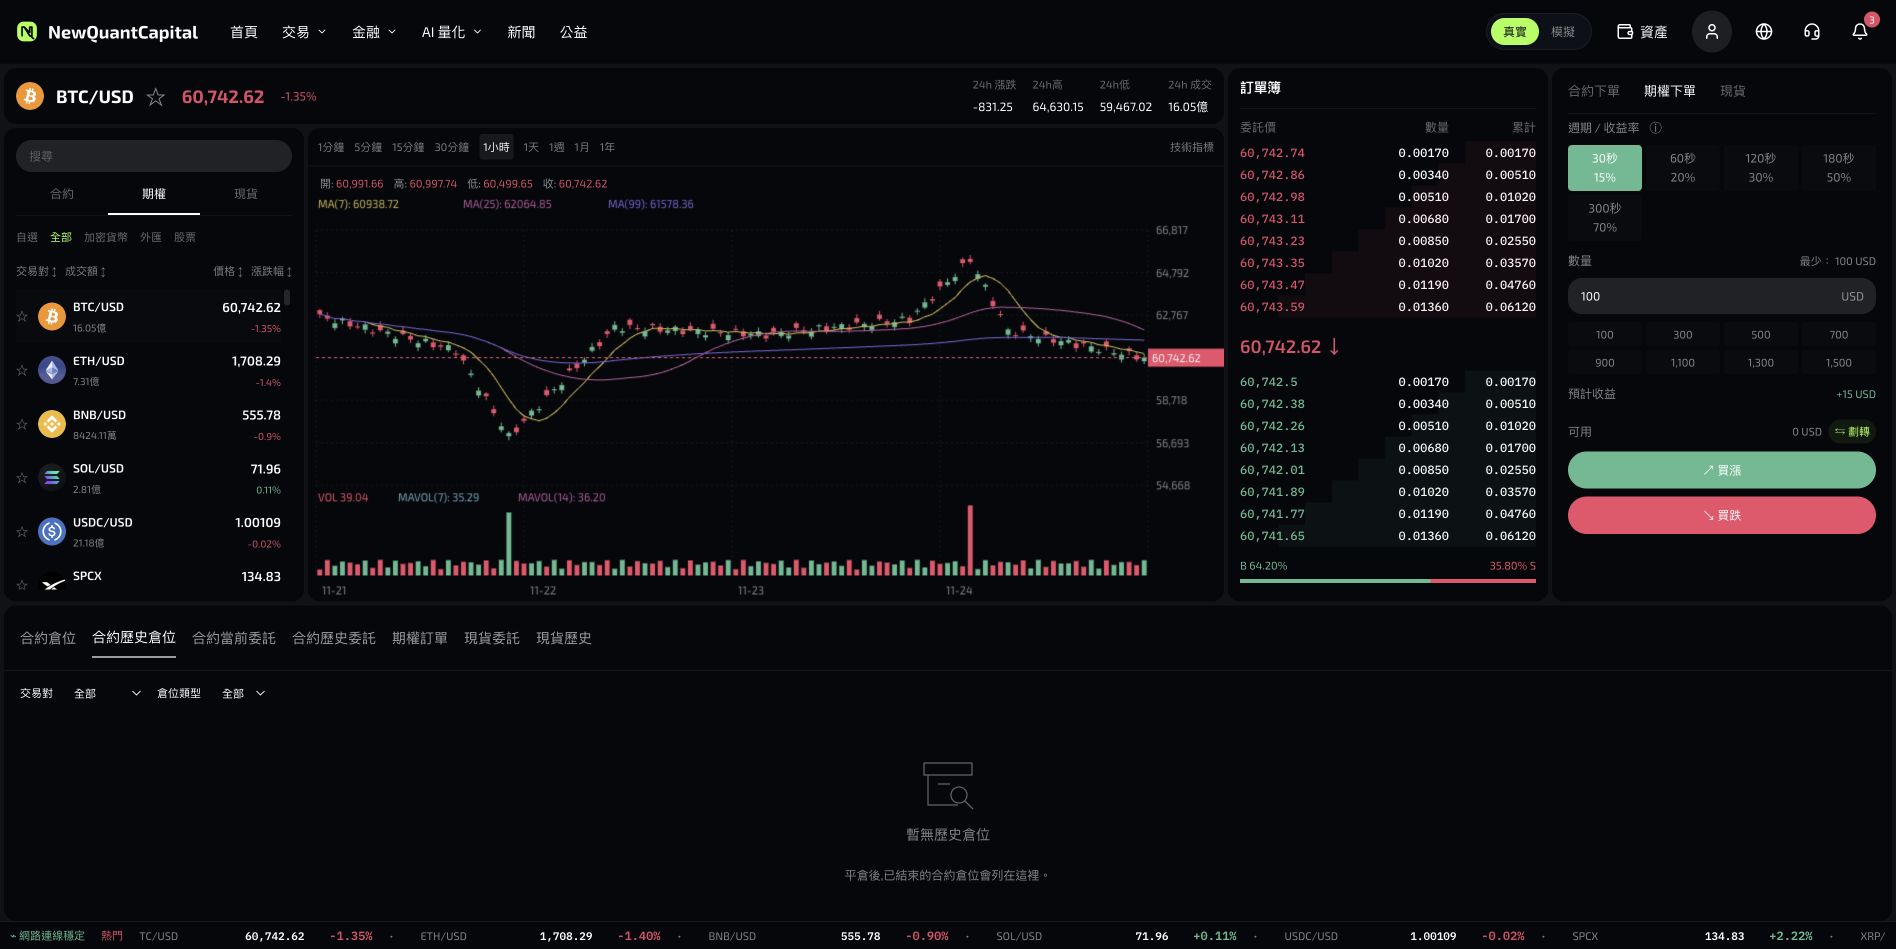 NewQuantCapital 首頁 交易 金融 AI 量化 新聞 公益 真實 模擬 資產 3
BTC/USD 60,742.62 -1.35%
24h 漲跌 24h高 24h低 24h 成交
-831.25 64,630.15 59,467.02 16.05億
搜尋
合約 期權 現貨
自選 全部 加密貨幣 外匯 股票
交易對 成交額 價格 漲跌幅
BTC/USD 60,742.62
16.05億 -1.35%
ETH/USD 1,708.29
7.31億 -1.4%
BNB/USD 555.78
8424.11萬 -0.9%
SOL/USD 71.96
2.81億 0.11%
USDC/USD 1.00109
21.18億 -0.02%
SPCX 134.83
1分鐘 5分鐘 15分鐘 30分鐘 1小時 1天 1週 1月 1年 技術指標
開: 60,991.66 高: 60,997.74 低: 60,499.65 收: 60,742.62
MA(7): 60938.72 MA(25): 62064.85 MA(99): 61578.36
66,817
64,792
62,767
60,742.62
58,718
56,693
54,668
VOL 39.04 MAVOL(7): 35.29 MAVOL(14): 36.20
11-21 11-22 11-23 11-24
訂單簿
委託價 數量 累計
60,742.74 0.00170 0.00170
60,742.86 0.00340 0.00510
60,742.98 0.00510 0.01020
60,743.11 0.00680 0.01700
60,743.23 0.00850 0.02550
60,743.35 0.01020 0.03570
60,743.47 0.01190 0.04760
60,743.59 0.01360 0.06120
60,742.62 ↓
60,742.5 0.00170 0.00170
60,742.38 0.00340 0.00510
60,742.26 0.00510 0.01020
60,742.13 0.00680 0.01700
60,742.01 0.00850 0.02550
60,741.89 0.01020 0.03570
60,741.77 0.01190 0.04760
60,741.65 0.01360 0.06120
B 64.20% 35.80% S
合約下單 期權下單 現貨
週期 / 收益率
30秒 60秒 120秒 180秒
15% 20% 30% 50%
300秒
70%
數量 最少： 100 USD
100 USD
100 300 500 700
900 1,100 1,300 1,500
預計收益 +15 USD
可用 0 USD ⇆ 劃轉
↗ 買漲
↘ 買跌
合約倉位 合約歷史倉位 合約當前委託 合約歷史委託 期權訂單 現貨委託 現貨歷史
交易對 全部 倉位類型 全部
暫無歷史倉位
平倉後,已結束的合約倉位會列在這裡。
網路連線穩定 熱門 TC/USD 60,742.62 -1.35% · ETH/USD 1,708.29 -1.40% · BNB/USD 555.78 -0.90% · SOL/USD 71.96 +0.11% · USDC/USD 1.00109 -0.02% · SPCX 134.83 +2.22% · XRP/